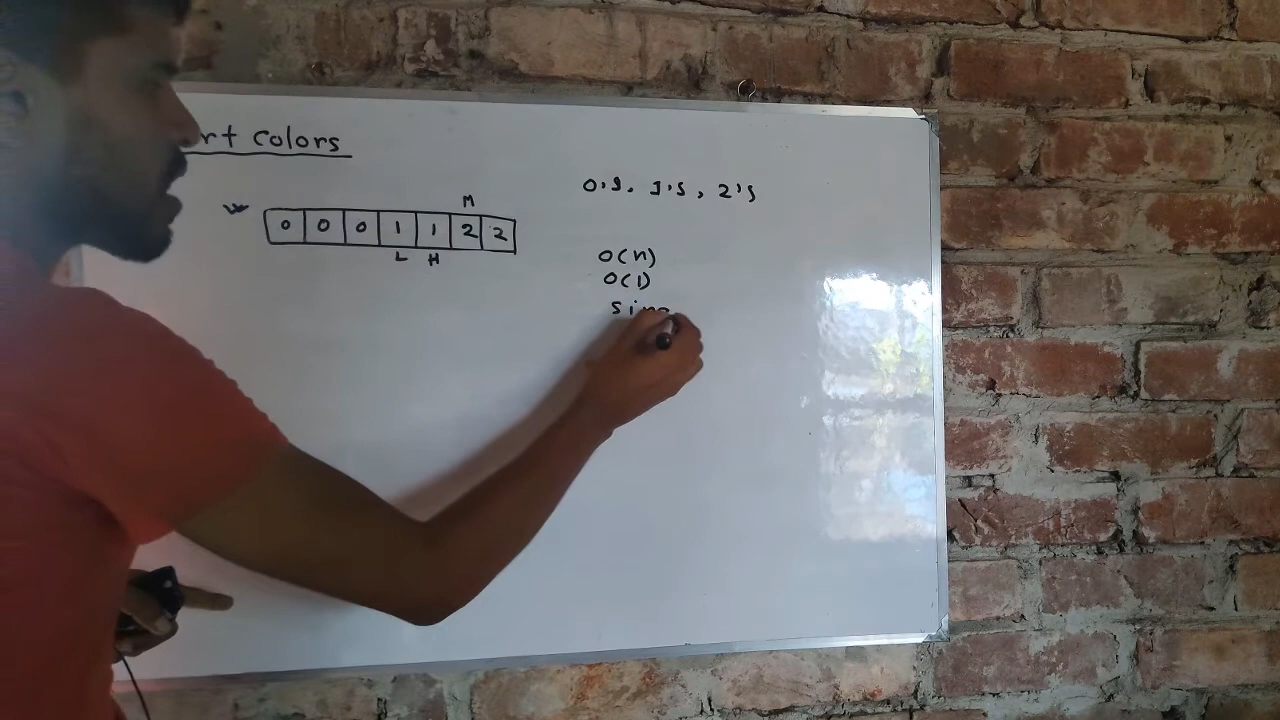 rt colors
0's. 1's, 2's
M
0 0 0 1 1 2 2
L H
O(n)
O(1)